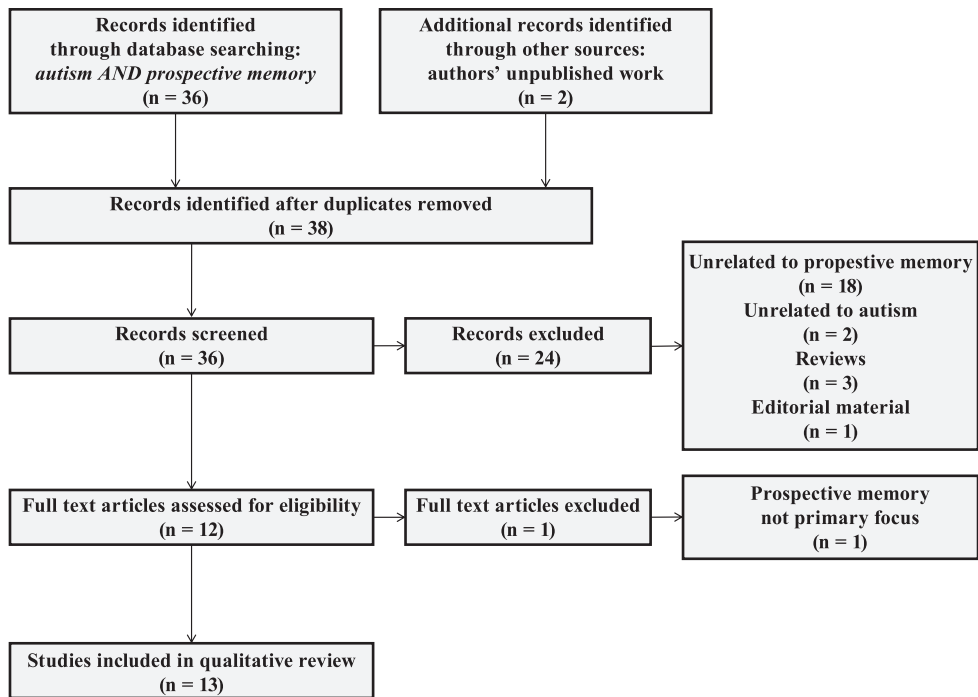 Records identified
through database searching:
autism AND prospective memory
(n = 36)
Additional records identified
through other sources:
authors’ unpublished work
(n = 2)
Records identified after duplicates removed
(n = 38)
Records screened
(n = 36)
Records excluded
(n = 24)
Unrelated to propestive memory
(n = 18)
Unrelated to autism
(n = 2)
Reviews
(n = 3)
Editorial material
(n = 1)
Full text articles assessed for eligibility
(n = 12)
Full text articles excluded
(n = 1)
Prospective memory
not primary focus
(n = 1)
Studies included in qualitative review
(n = 13)